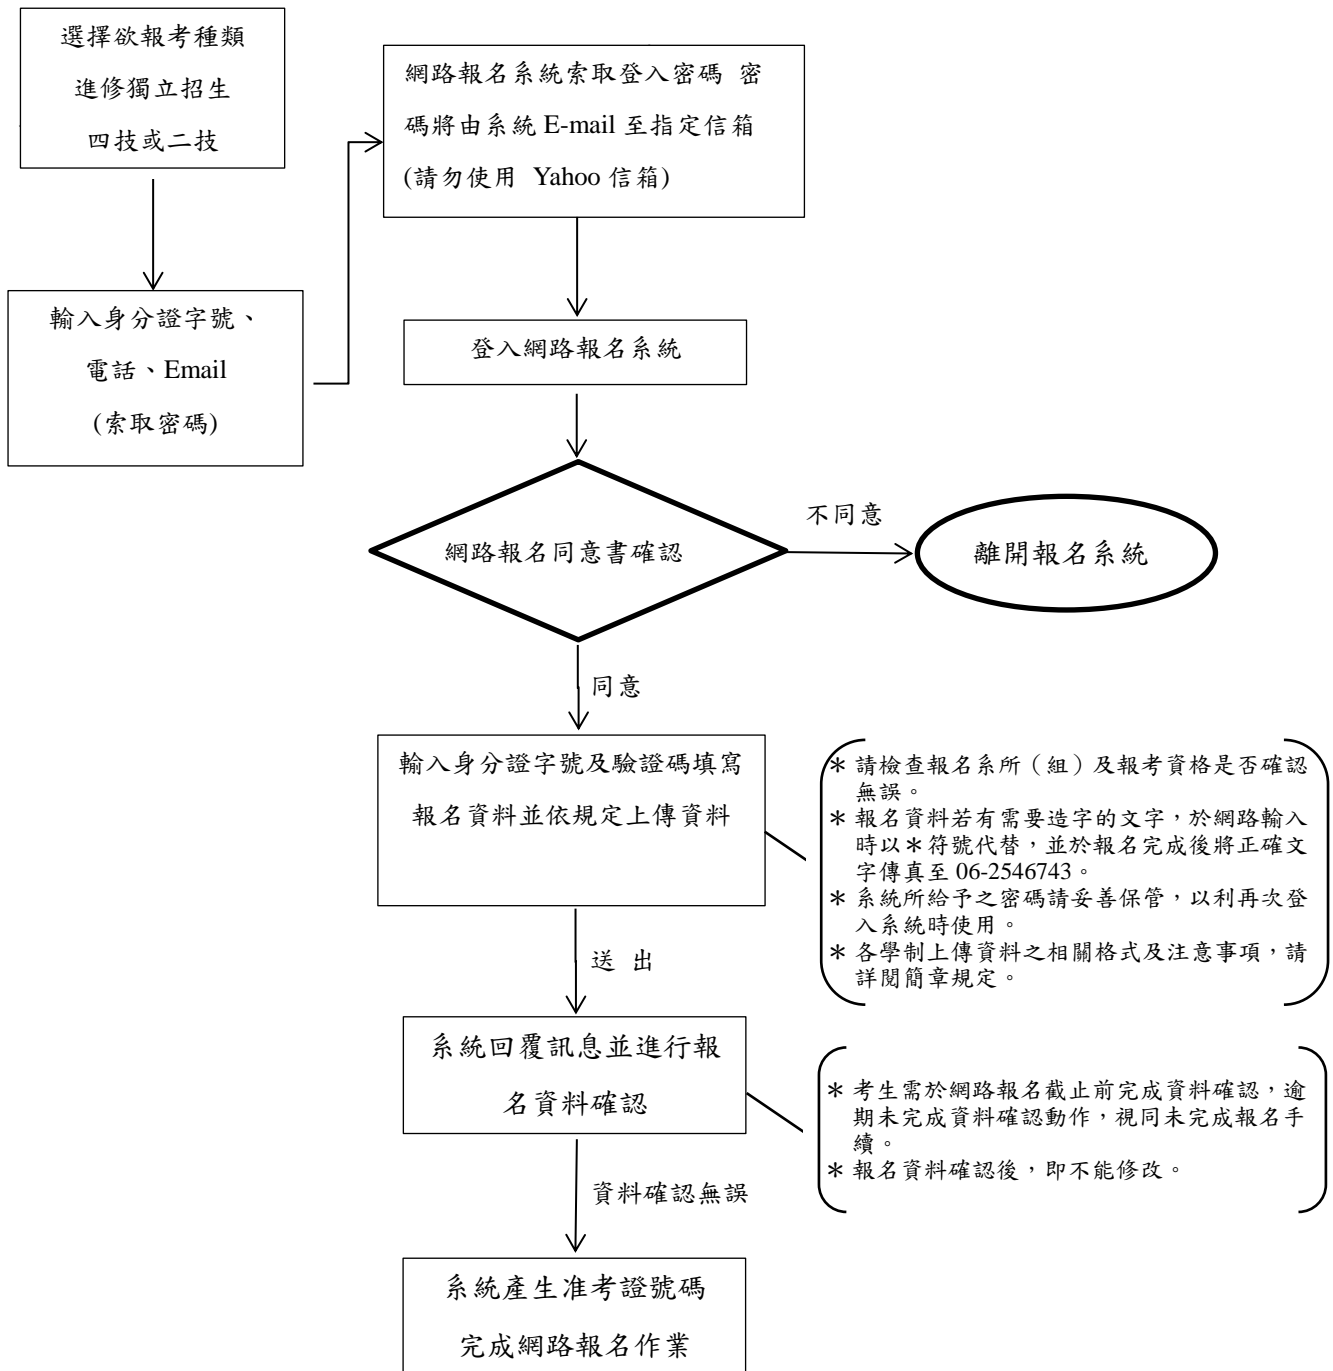 選擇欲報考種類
進修獨立招生
四技或二技
輸入身分證字號、
電話、Email
(索取密碼)
網路報名系統索取登入密碼 密
碼將由系統 E-mail 至指定信箱
(請勿使用 Yahoo 信箱)
登入網路報名系統
網路報名同意書確認
不同意
離開報名系統
同意
輸入身分證字號及驗證碼填寫
報名資料並依規定上傳資料
＊請檢查報名系所（組）及報考資格是否確認
無誤。
＊報名資料若有需要造字的文字，於網路輸入
時以＊符號代替，並於報名完成後將正確文
字傳真至 06-2546743。
＊系統所給予之密碼請妥善保管，以利再次登
入系統時使用。
＊各學制上傳資料之相關格式及注意事項，請
詳閱簡章規定。
送 出
系統回覆訊息並進行報
名資料確認
＊考生需於網路報名截止前完成資料確認，逾
期未完成資料確認動作，視同未完成報名手
續。
＊報名資料確認後，即不能修改。
資料確認無誤
系統產生准考證號碼
完成網路報名作業